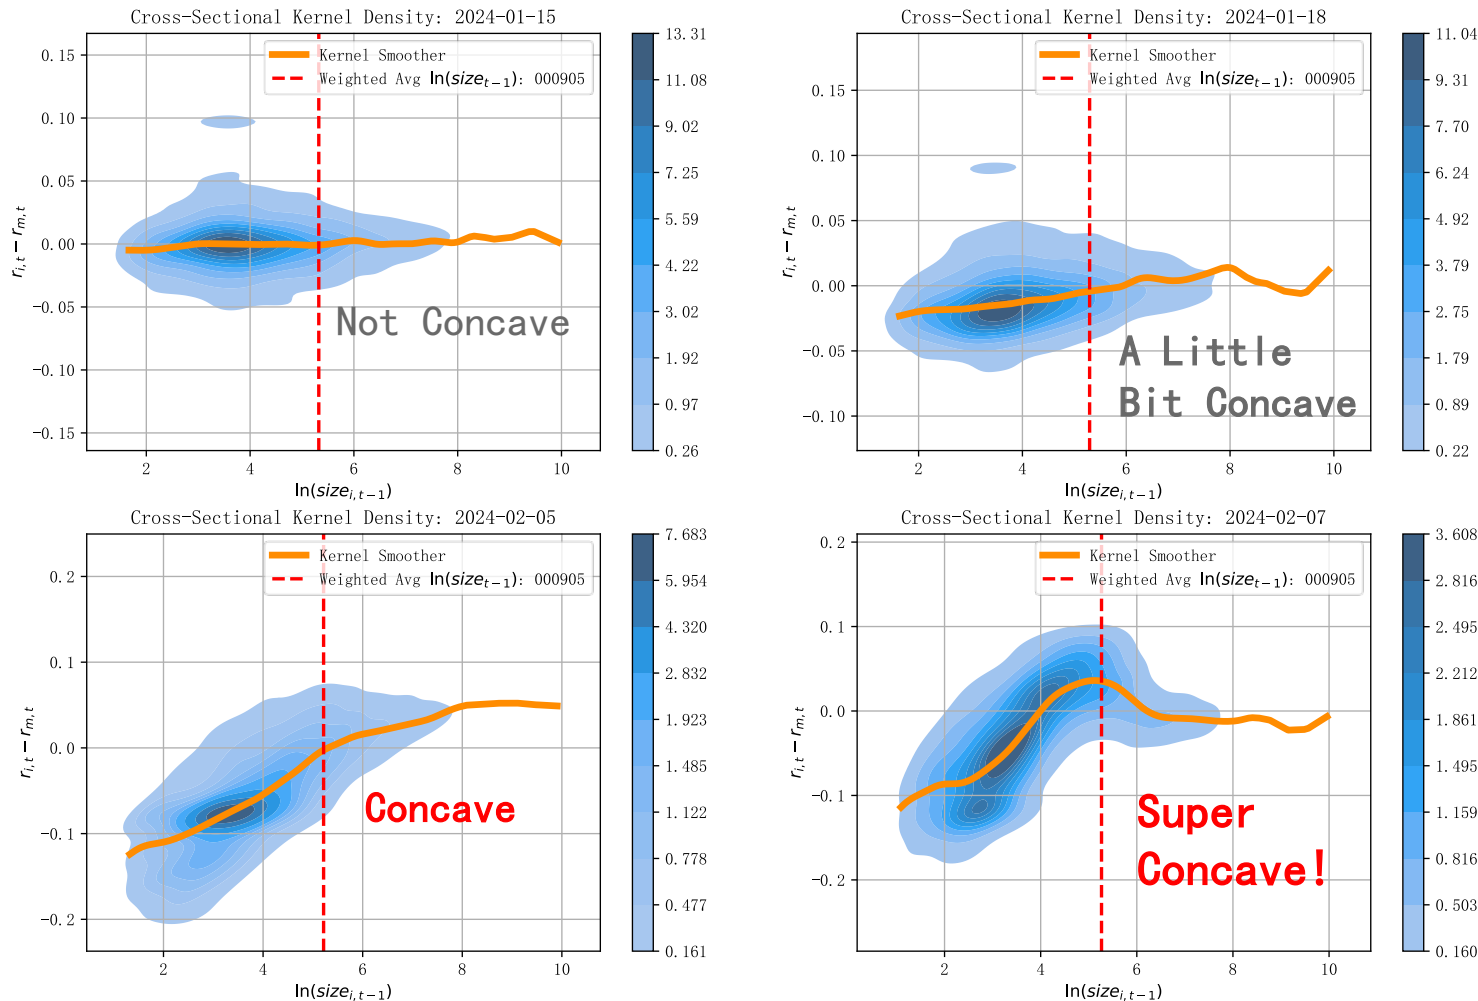 Cross-Sectional Kernel Density: 2024-01-15
Kernel Smoother
Weighted Avg ln(size_{t−1}): 000905
0.15
0.10
0.05
0.00
−0.05
−0.10
−0.15
r_{i,t} − r_{m,t}
Not Concave
2 4 6 8 10
ln(size_{i,t−1})
13.31
11.08
9.02
7.25
5.59
4.22
3.02
1.92
0.97
0.26
Cross-Sectional Kernel Density: 2024-01-18
Kernel Smoother
Weighted Avg ln(size_{t−1}): 000905
0.15
0.10
0.05
0.00
−0.05
−0.10
r_{i,t} − r_{m,t}
A Little
Bit Concave
2 4 6 8 10
ln(size_{i,t−1})
11.04
9.31
7.70
6.24
4.92
3.79
2.75
1.79
0.89
0.22
Cross-Sectional Kernel Density: 2024-02-05
Kernel Smoother
Weighted Avg ln(size_{t−1}): 000905
0.2
0.1
0.0
−0.1
−0.2
r_{i,t} − r_{m,t}
Concave
2 4 6 8 10
ln(size_{i,t−1})
7.683
5.954
4.320
2.832
1.923
1.485
1.122
0.778
0.477
0.161
Cross-Sectional Kernel Density: 2024-02-07
Kernel Smoother
Weighted Avg ln(size_{t−1}): 000905
0.2
0.1
0.0
−0.1
−0.2
r_{i,t} − r_{m,t}
Super
Concave!
2 4 6 8 10
ln(size_{i,t−1})
3.608
2.816
2.495
2.212
1.861
1.495
1.159
0.816
0.503
0.160